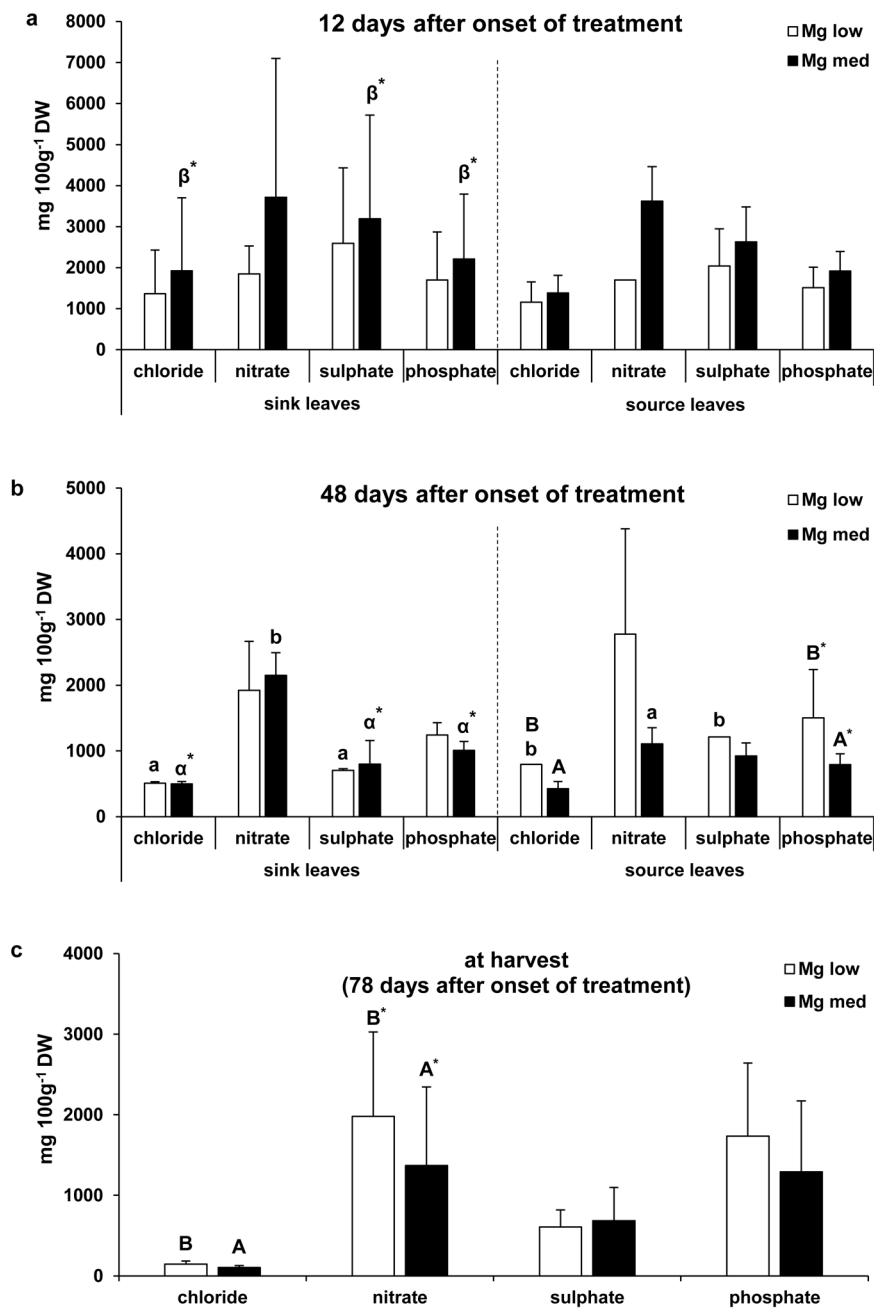 a
12 days after onset of treatment
Mg low
Mg med
mg 100g⁻¹ DW
8000
7000
6000
5000
4000
3000
2000
1000
0
β*
β*
β*
chloride nitrate sulphate phosphate chloride nitrate sulphate phosphate
sink leaves source leaves
b
48 days after onset of treatment
Mg low
Mg med
mg 100g⁻¹ DW
5000
4000
3000
2000
1000
0
a α* b a α* α* B b A a b B* A*
chloride nitrate sulphate phosphate chloride nitrate sulphate phosphate
sink leaves source leaves
c
at harvest
(78 days after onset of treatment)
Mg low
Mg med
mg 100g⁻¹ DW
4000
3000
2000
1000
0
B A B* A*
chloride nitrate sulphate phosphate